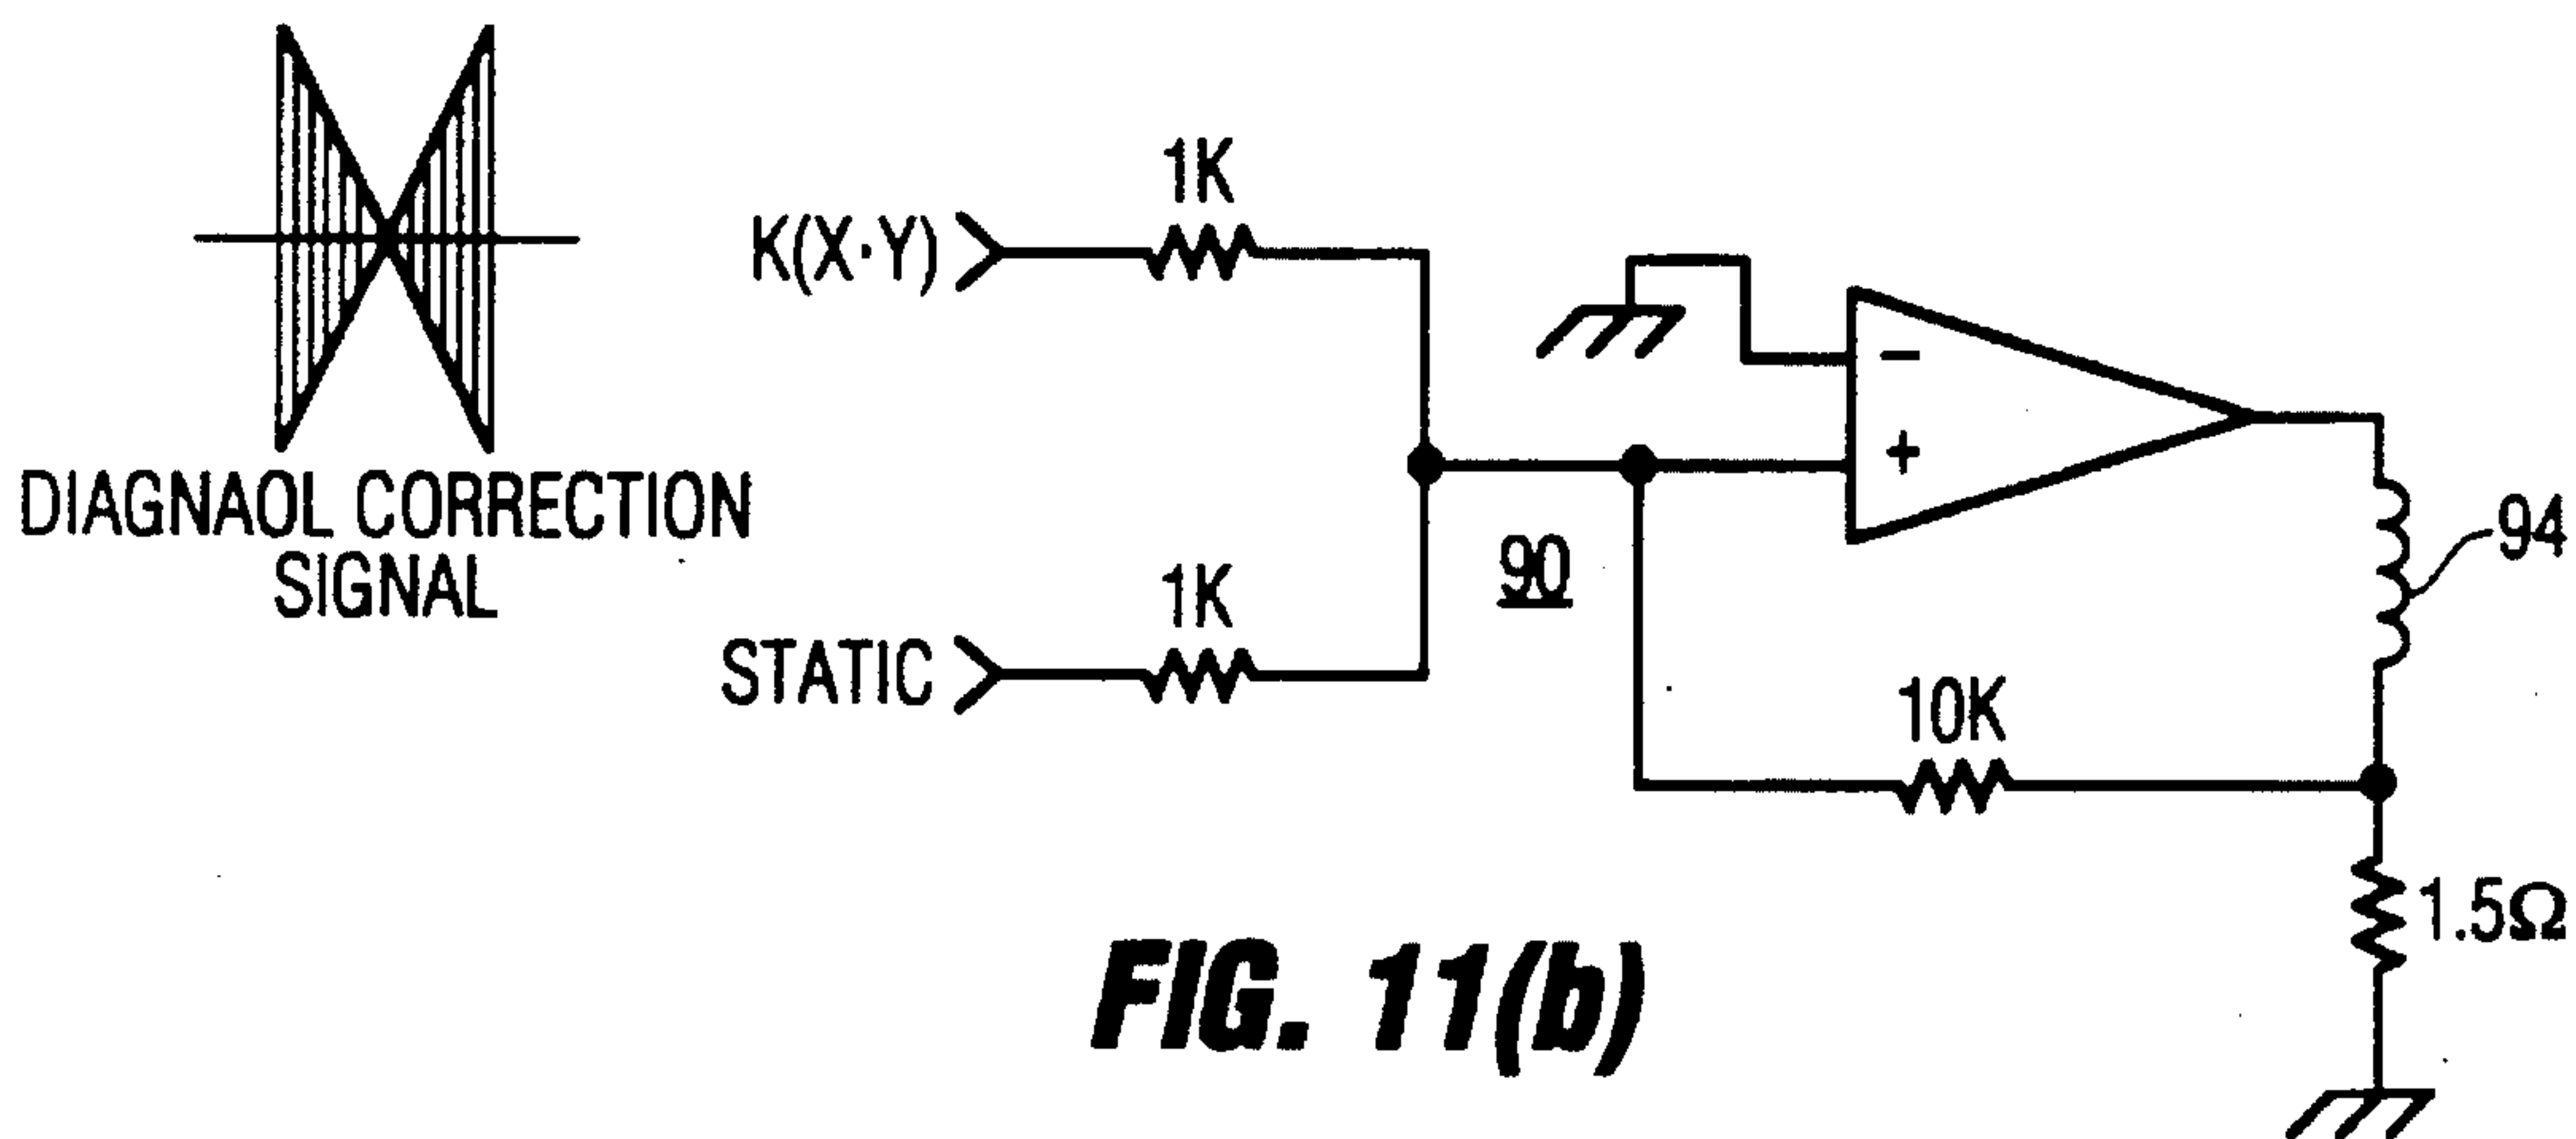 DIAGNAOL CORRECTION
SIGNAL
K(X·Y)
1K
STATIC
1K
90
−
+
94
10K
1.5Ω
FIG. 11(b)